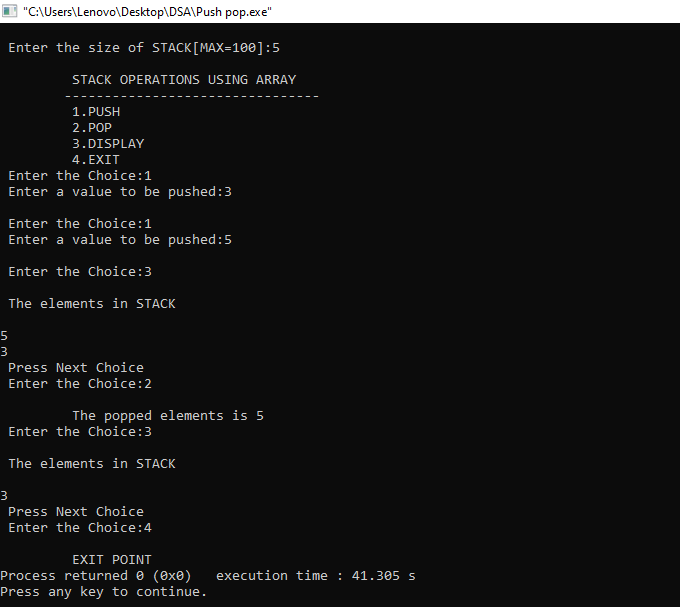 "C:\Users\Lenovo\Desktop\DSA\Push pop.exe"
Enter the size of STACK[MAX=100]:5
STACK OPERATIONS USING ARRAY
--------------------------------
1.PUSH
2.POP
3.DISPLAY
4.EXIT
Enter the Choice:1
Enter a value to be pushed:3
Enter the Choice:1
Enter a value to be pushed:5
Enter the Choice:3
The elements in STACK
5
3
Press Next Choice
Enter the Choice:2
The popped elements is 5
Enter the Choice:3
The elements in STACK
3
Press Next Choice
Enter the Choice:4
EXIT POINT
Process returned 0 (0x0)   execution time : 41.305 s
Press any key to continue.